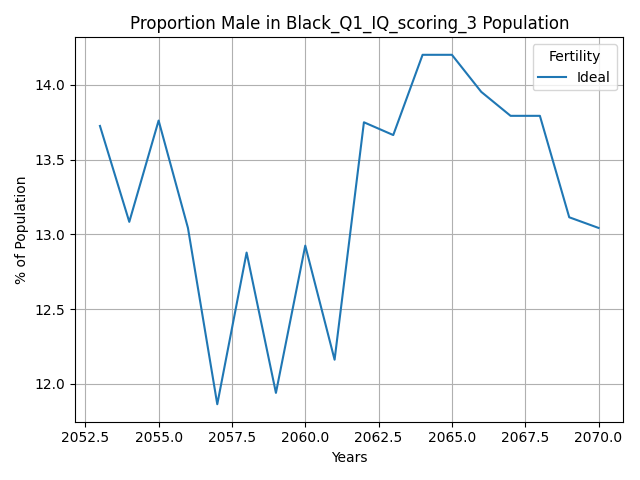 Proportion Male in Black_Q1_IQ_scoring_3 Population
Fertility
Ideal
14.0
13.5
13.0
12.5
12.0
% of Population
2052.5 2055.0 2057.5 2060.0 2062.5 2065.0 2067.5 2070.0
Years